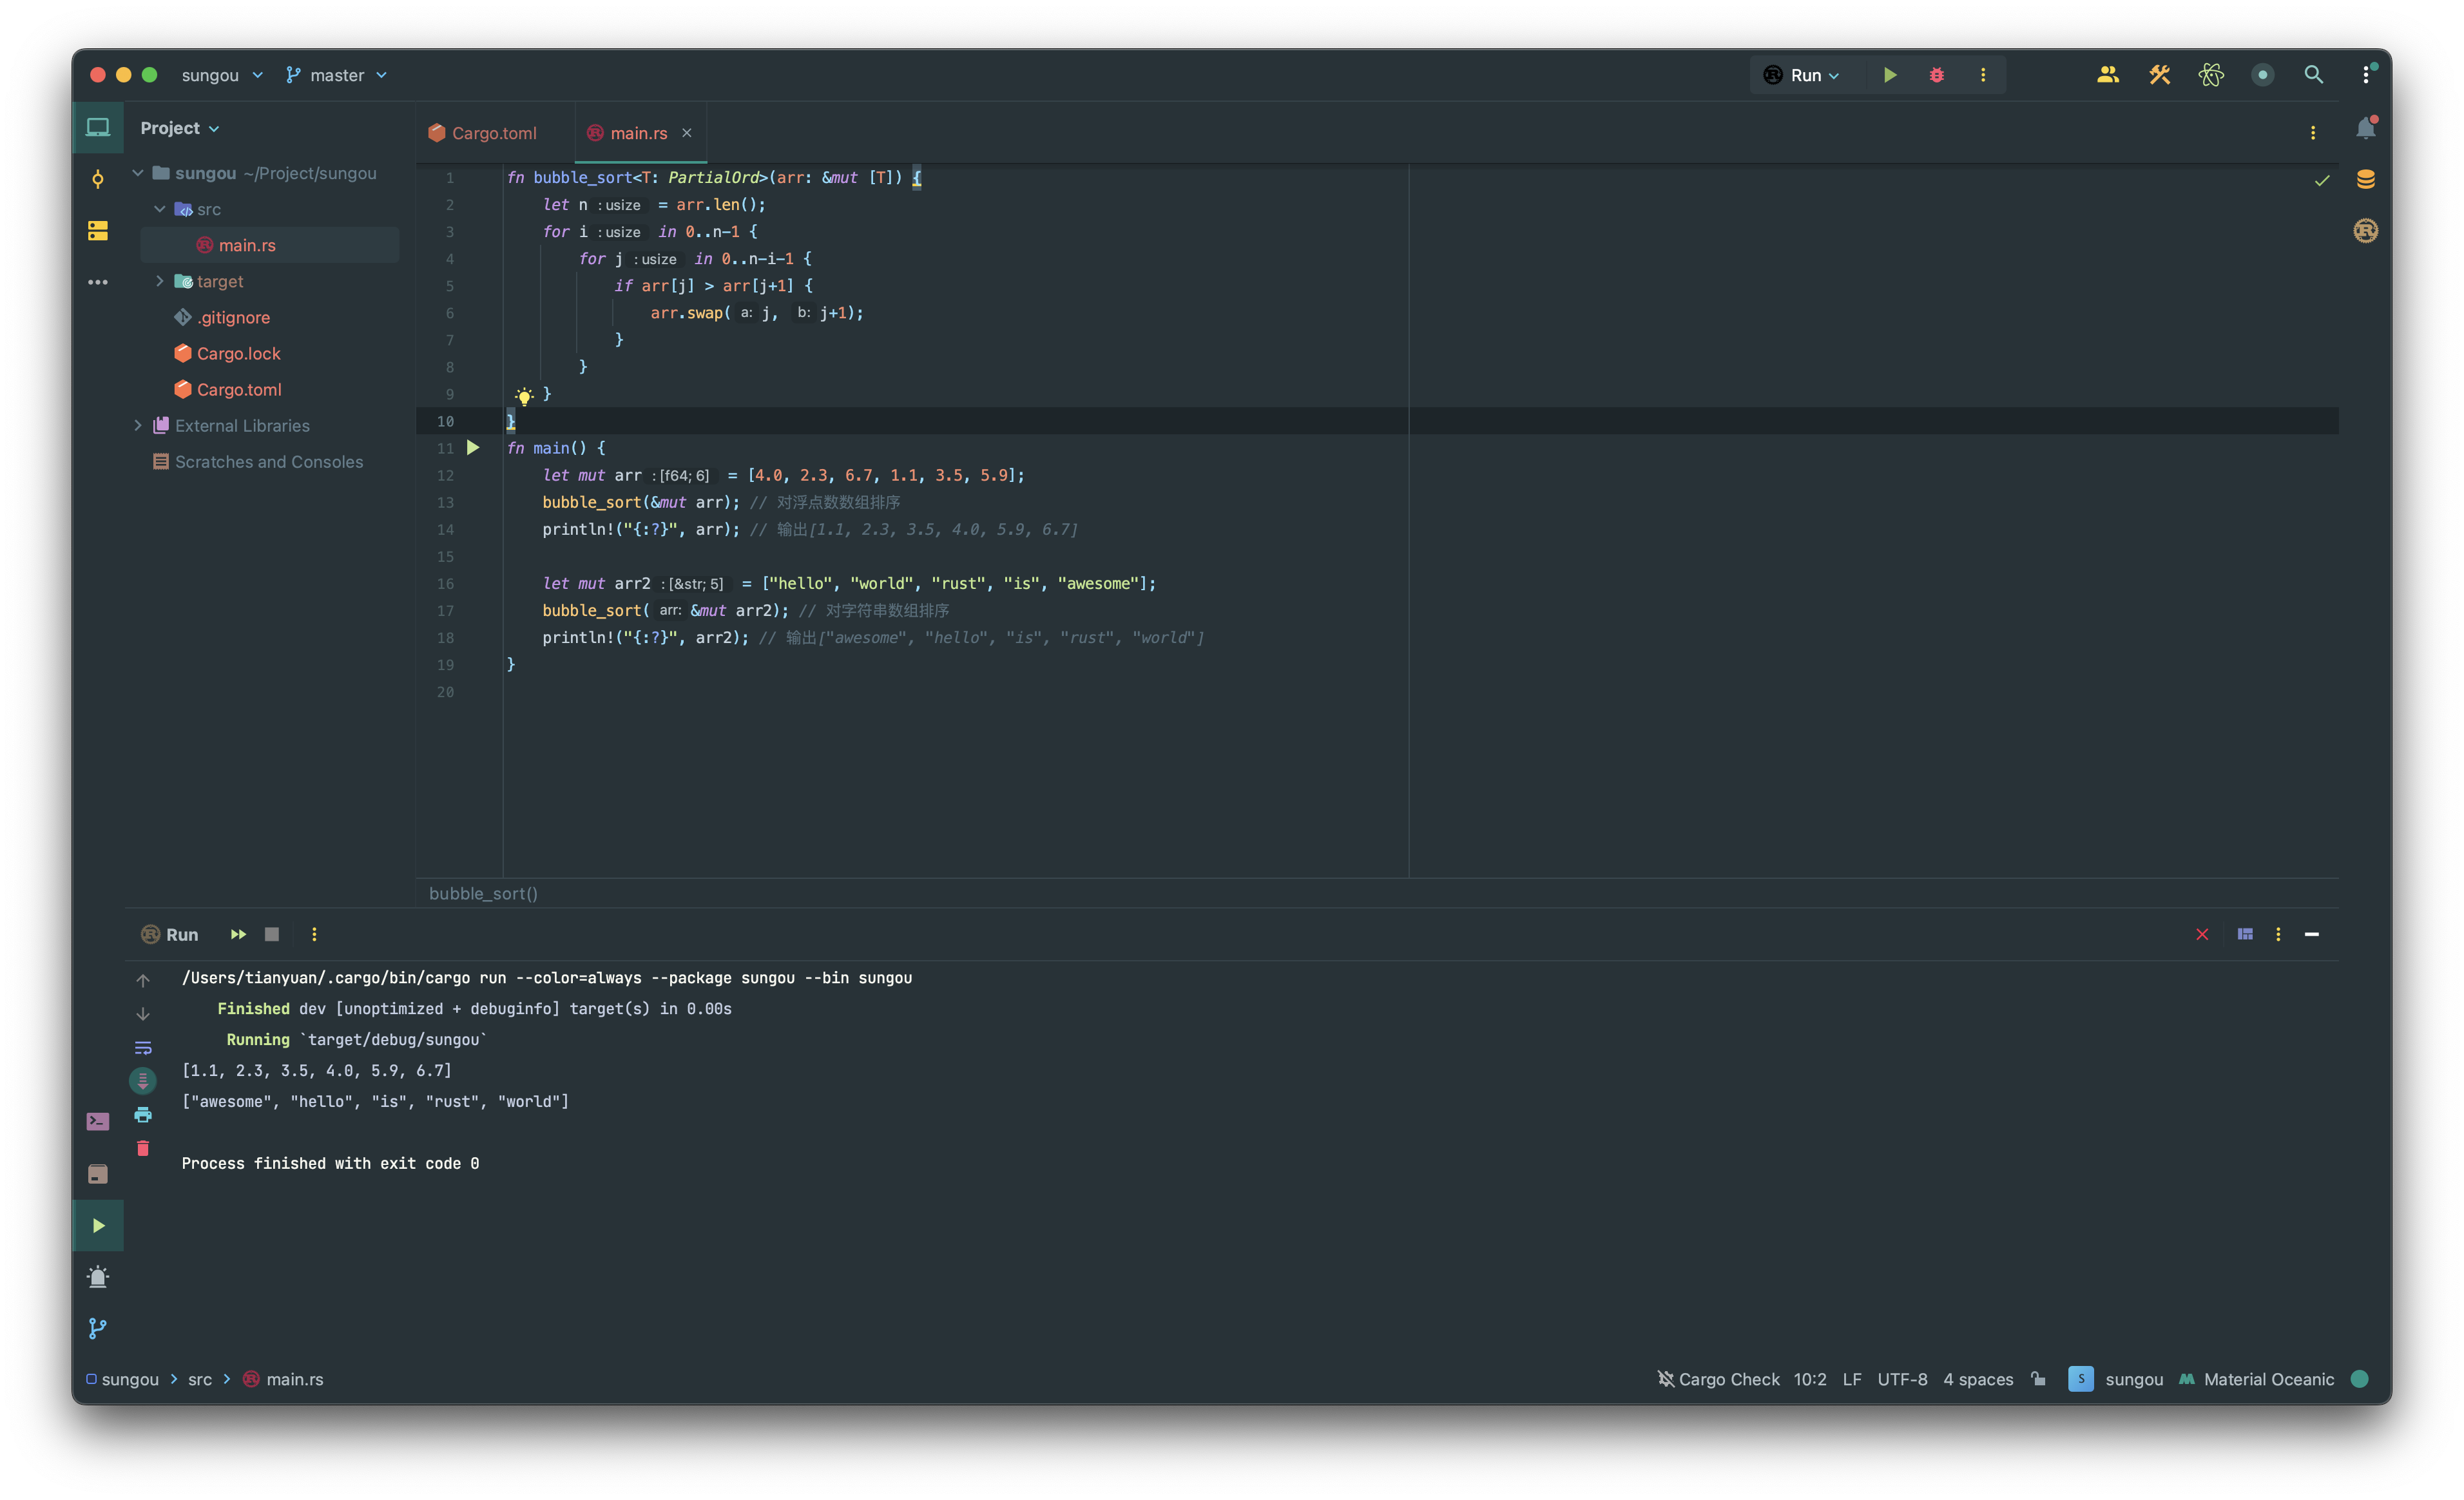 sungou master Run
Project
Cargo.toml main.rs
sungou ~/Project/sungou
src
main.rs
target
.gitignore
Cargo.lock
Cargo.toml
External Libraries
Scratches and Consoles
1 fn bubble_sort<T: PartialOrd>(arr: &mut [T]) {
2 let n : usize = arr.len();
3 for i : usize in 0..n-1 {
4 for j : usize in 0..n-i-1 {
5 if arr[j] > arr[j+1] {
6 arr.swap( a: j, b: j+1);
7 }
8 }
9 }
10 }
11 fn main() {
12 let mut arr : [f64; 6] = [4.0, 2.3, 6.7, 1.1, 3.5, 5.9];
13 bubble_sort(&mut arr); // 对浮点数数组排序
14 println!("{:?}", arr); // 输出[1.1, 2.3, 3.5, 4.0, 5.9, 6.7]
15
16 let mut arr2 : [&str; 5] = ["hello", "world", "rust", "is", "awesome"];
17 bubble_sort( arr: &mut arr2); // 对字符串数组排序
18 println!("{:?}", arr2); // 输出["awesome", "hello", "is", "rust", "world"]
19 }
20
bubble_sort()
Run
/Users/tianyuan/.cargo/bin/cargo run --color=always --package sungou --bin sungou
Finished dev [unoptimized + debuginfo] target(s) in 0.00s
Running `target/debug/sungou`
[1.1, 2.3, 3.5, 4.0, 5.9, 6.7]
["awesome", "hello", "is", "rust", "world"]
Process finished with exit code 0
sungou > src > main.rs Cargo Check 10:2 LF UTF-8 4 spaces S sungou Material Oceanic